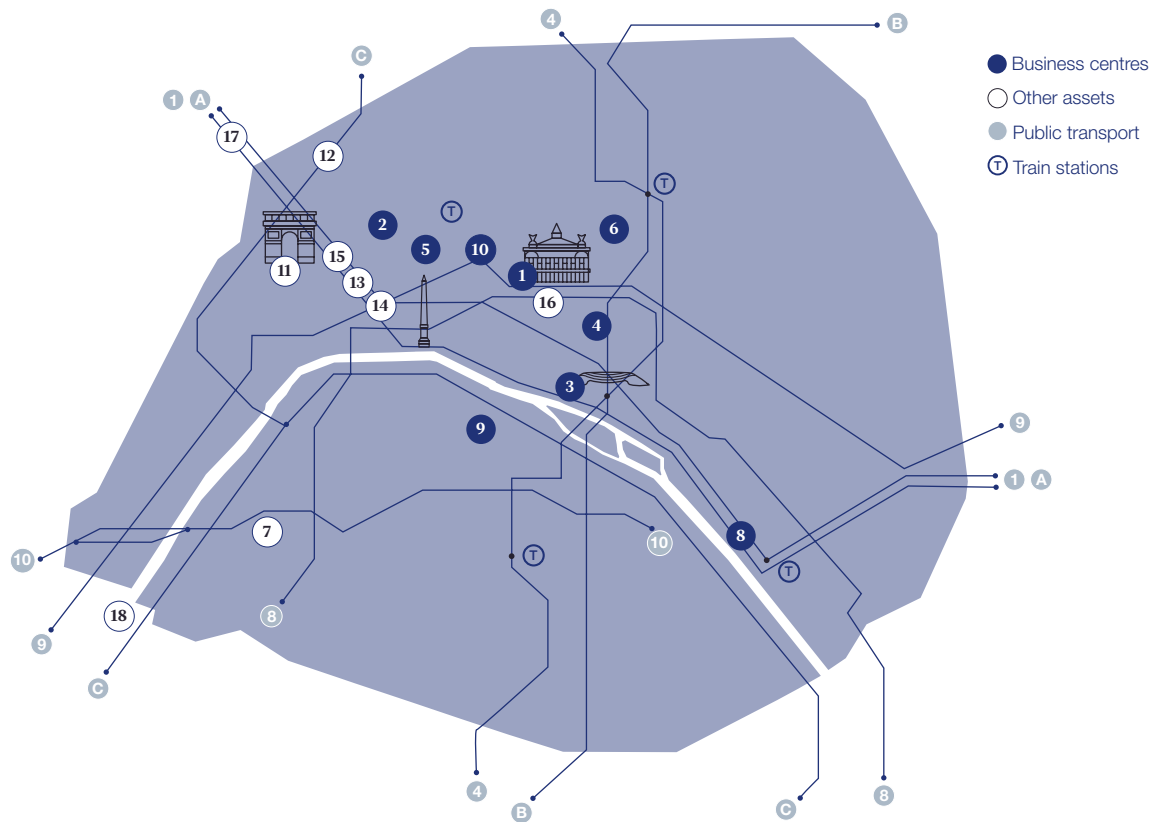 4
B
C
1 A
Business centres
Other assets
Public transport
T Train stations
17
12
T
2
T
6
5
10
15
11
1
13
16
14
4
3
9
9
1 A
7
8
10
10
T
T
18
8
9
C
4
B
C
8